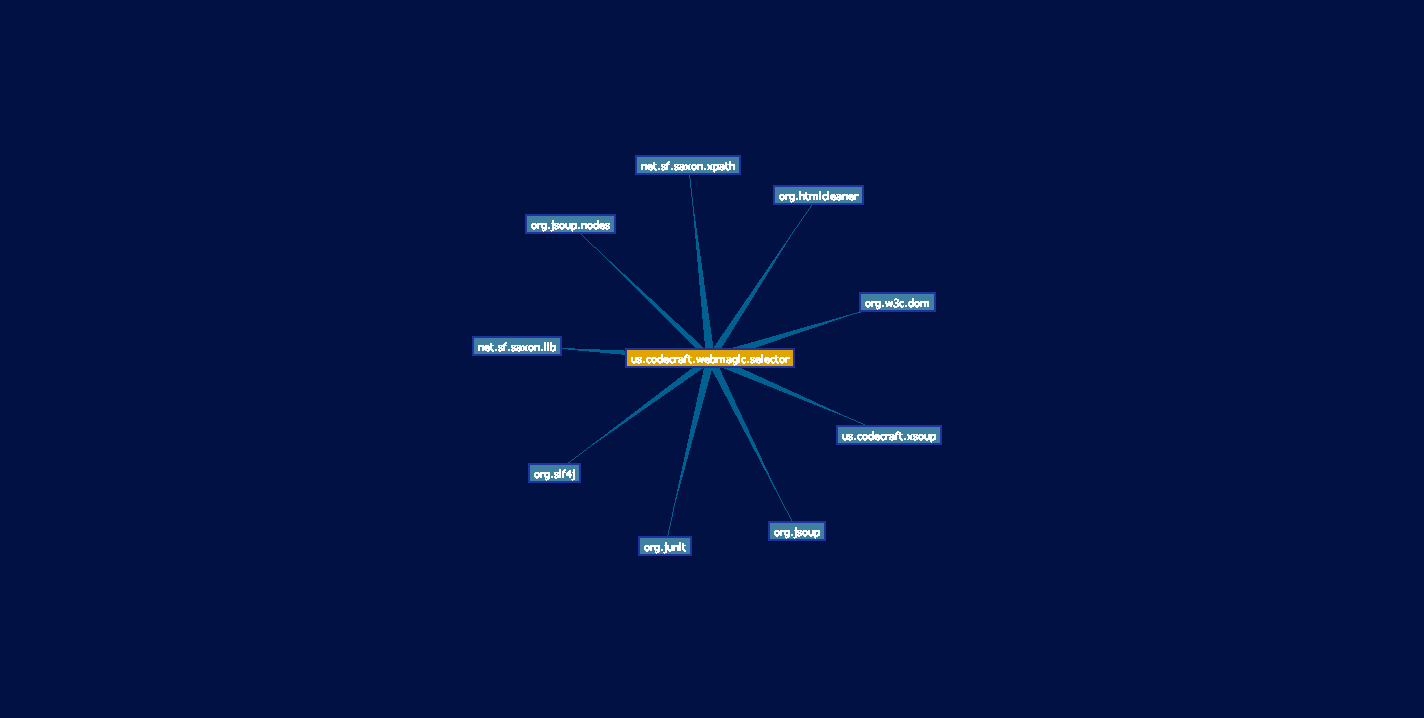 net.sf.saxon.xpath
org.htmlcleaner
org.jsoup.nodes
org.w3c.dom
net.sf.saxon.lib
us.codecraft.webmagic.selector
us.codecraft.xsoup
org.slf4j
org.jsoup
org.junit